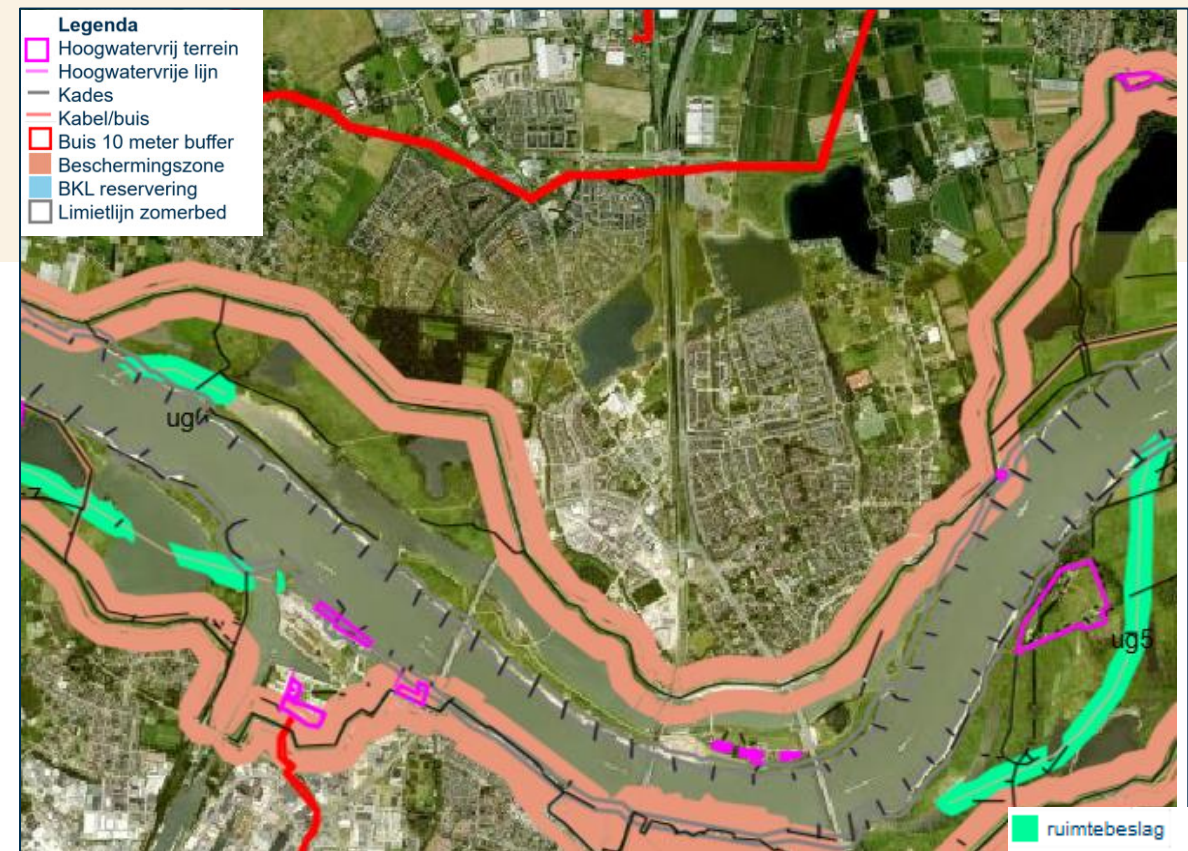 Legenda
Hoogwatervrij terrein
Hoogwatervrije lijn
Kades
Kabel/buis
Buis 10 meter buffer
Beschermingszone
BKL reservering
Limietlijn zomerbed
ug5
ruimtebeslag